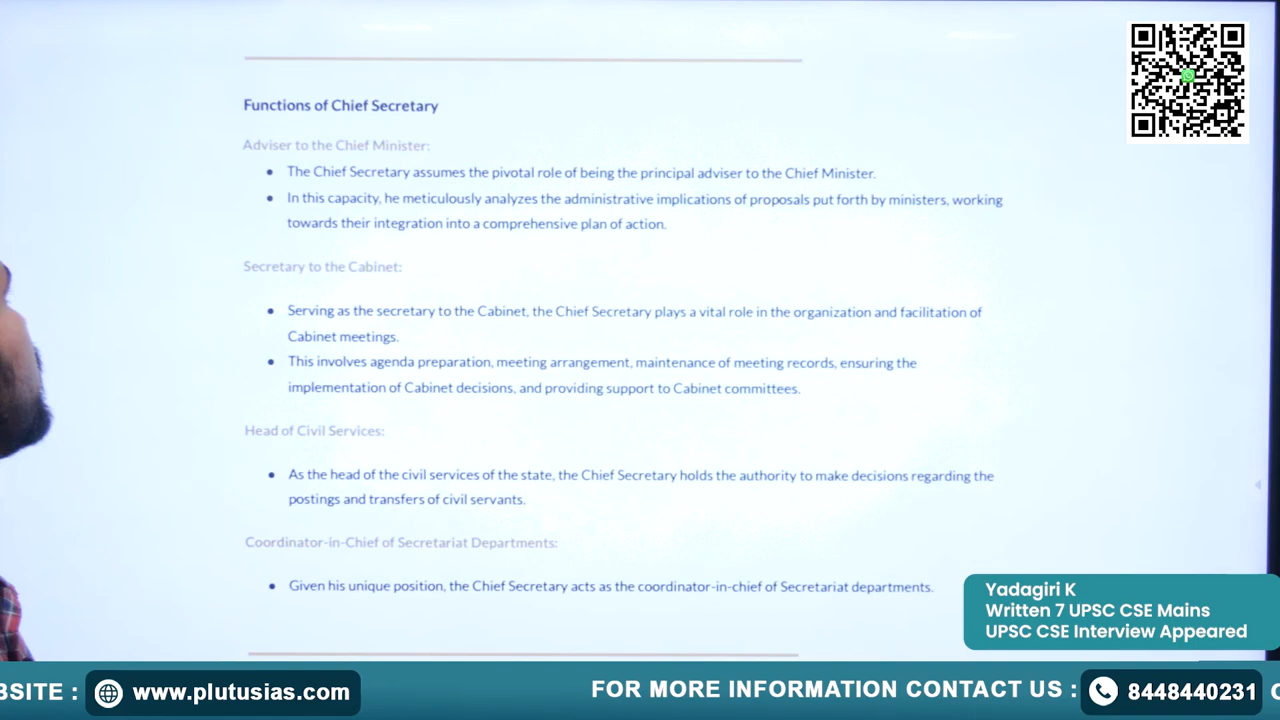 Functions of Chief Secretary
Adviser to the Chief Minister:
• The Chief Secretary assumes the pivotal role of being the principal adviser to the Chief Minister.
• In this capacity, he meticulously analyzes the administrative implications of proposals put forth by ministers, working
towards their integration into a comprehensive plan of action.
Secretary to the Cabinet:
• Serving as the secretary to the Cabinet, the Chief Secretary plays a vital role in the organization and facilitation of
Cabinet meetings.
• This involves agenda preparation, meeting arrangement, maintenance of meeting records, ensuring the
implementation of Cabinet decisions, and providing support to Cabinet committees.
Head of Civil Services:
• As the head of the civil services of the state, the Chief Secretary holds the authority to make decisions regarding the
postings and transfers of civil servants.
Coordinator-in-Chief of Secretariat Departments:
• Given his unique position, the Chief Secretary acts as the coordinator-in-chief of Secretariat departments.
Yadagiri K
Written 7 UPSC CSE Mains
UPSC CSE Interview Appeared
BSITE : www.plutusias.com
FOR MORE INFORMATION CONTACT US : 8448440231